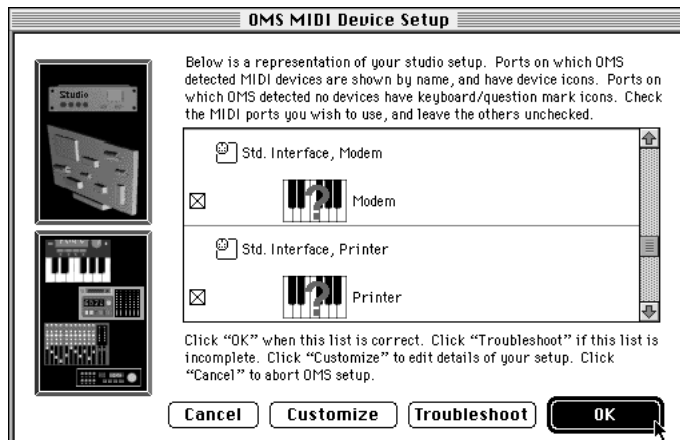 OMS MIDI Device Setup
Studio
Below is a representation of your studio setup. Ports on which OMS
detected MIDI devices are shown by name, and have device icons. Ports on
which OMS detected no devices have keyboard/question mark icons. Check
the MIDI ports you wish to use, and leave the others unchecked.
Std. Interface, Modem
?
Modem
Std. Interface, Printer
?
Printer
Click “OK” when this list is correct. Click “Troubleshoot” if this list is
incomplete. Click “Customize” to edit details of your setup. Click
“Cancel” to abort OMS setup.
Cancel Customize Troubleshoot OK